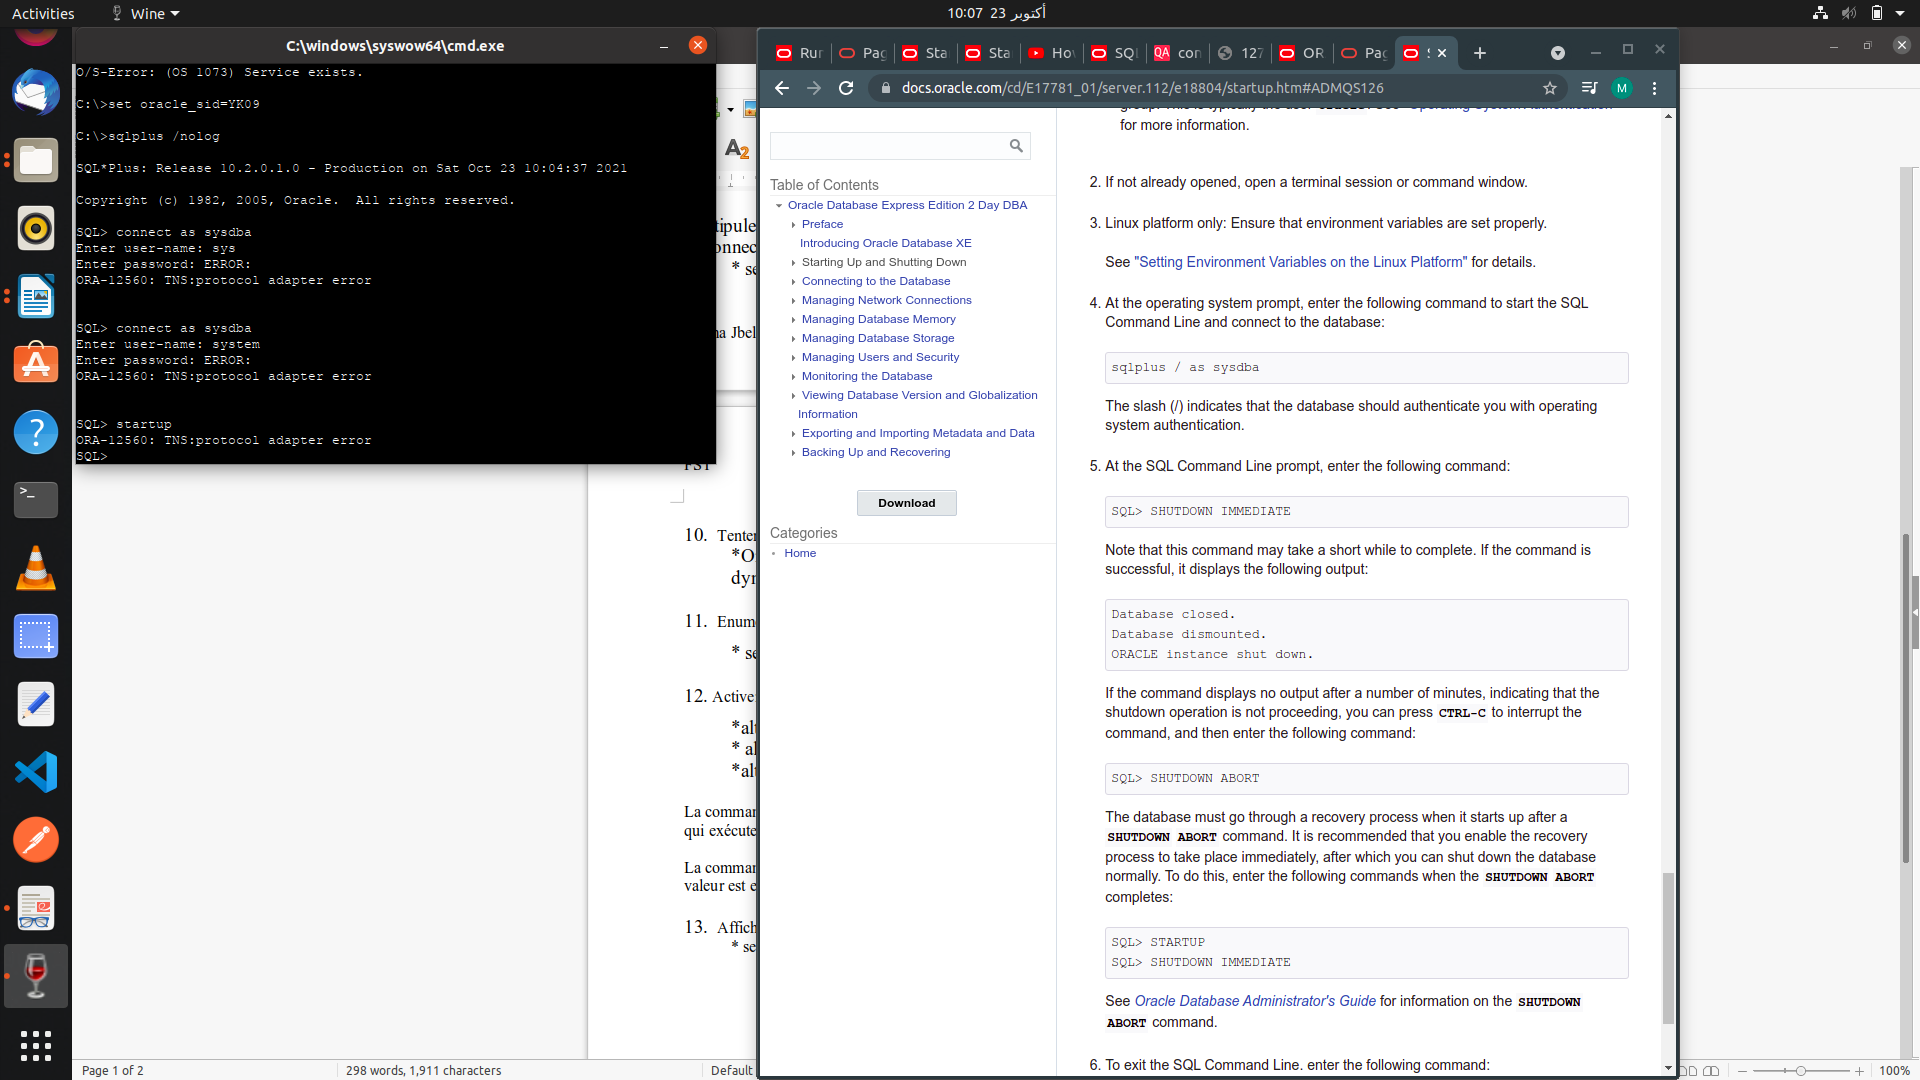 Activities
Wine
10:07 23 أكتوبر
C:\windows\syswow64\cmd.exe
O/S-Error: (OS 1073) Service exists.
C:\>set oracle_sid=YK09
C:\>sqlplus /nolog
SQL*Plus: Release 10.2.0.1.0 - Production on Sat Oct 23 10:04:37 2021
Copyright (c) 1982, 2005, Oracle.  All rights reserved.
SQL> connect as sysdba
Enter user-name: sys
Enter password: ERROR:
ORA-12560: TNS:protocol adapter error
SQL> connect as sysdba
Enter user-name: system
Enter password: ERROR:
ORA-12560: TNS:protocol adapter error
SQL> startup
ORA-12560: TNS:protocol adapter error
SQL>
A2
tipule
onnec
* se
na Jbel
FST
10. Tenter
*O
dyn
11. Enum
* se
12. Active
*alt
* al
*alt
La comman
qui exécute
La comman
valeur est e
13. Affich
* se
Page 1 of 2
298 words, 1,911 characters
Default
100%
Rur
Pag
Sta
Sta
Hov
SQL
QA con
127
OR
Pag
S
docs.oracle.com/cd/E17781_01/server.112/e18804/startup.htm#ADMQS126
M
Table of Contents
Oracle Database Express Edition 2 Day DBA
Preface
Introducing Oracle Database XE
Starting Up and Shutting Down
Connecting to the Database
Managing Network Connections
Managing Database Memory
Managing Database Storage
Managing Users and Security
Monitoring the Database
Viewing Database Version and Globalization
Information
Exporting and Importing Metadata and Data
Backing Up and Recovering
Download
Categories
Home
for more information.
2. If not already opened, open a terminal session or command window.
3. Linux platform only: Ensure that environment variables are set properly.
See "Setting Environment Variables on the Linux Platform" for details.
4. At the operating system prompt, enter the following command to start the SQL
Command Line and connect to the database:
sqlplus / as sysdba
The slash (/) indicates that the database should authenticate you with operating
system authentication.
5. At the SQL Command Line prompt, enter the following command:
SQL> SHUTDOWN IMMEDIATE
Note that this command may take a short while to complete. If the command is
successful, it displays the following output:
Database closed.
Database dismounted.
ORACLE instance shut down.
If the command displays no output after a number of minutes, indicating that the
shutdown operation is not proceeding, you can press CTRL-C to interrupt the
command, and then enter the following command:
SQL> SHUTDOWN ABORT
The database must go through a recovery process when it starts up after a
SHUTDOWN ABORT command. It is recommended that you enable the recovery
process to take place immediately, after which you can shut down the database
normally. To do this, enter the following commands when the SHUTDOWN ABORT
completes:
SQL> STARTUP
SQL> SHUTDOWN IMMEDIATE
See Oracle Database Administrator's Guide for information on the SHUTDOWN
ABORT command.
6. To exit the SQL Command Line, enter the following command: